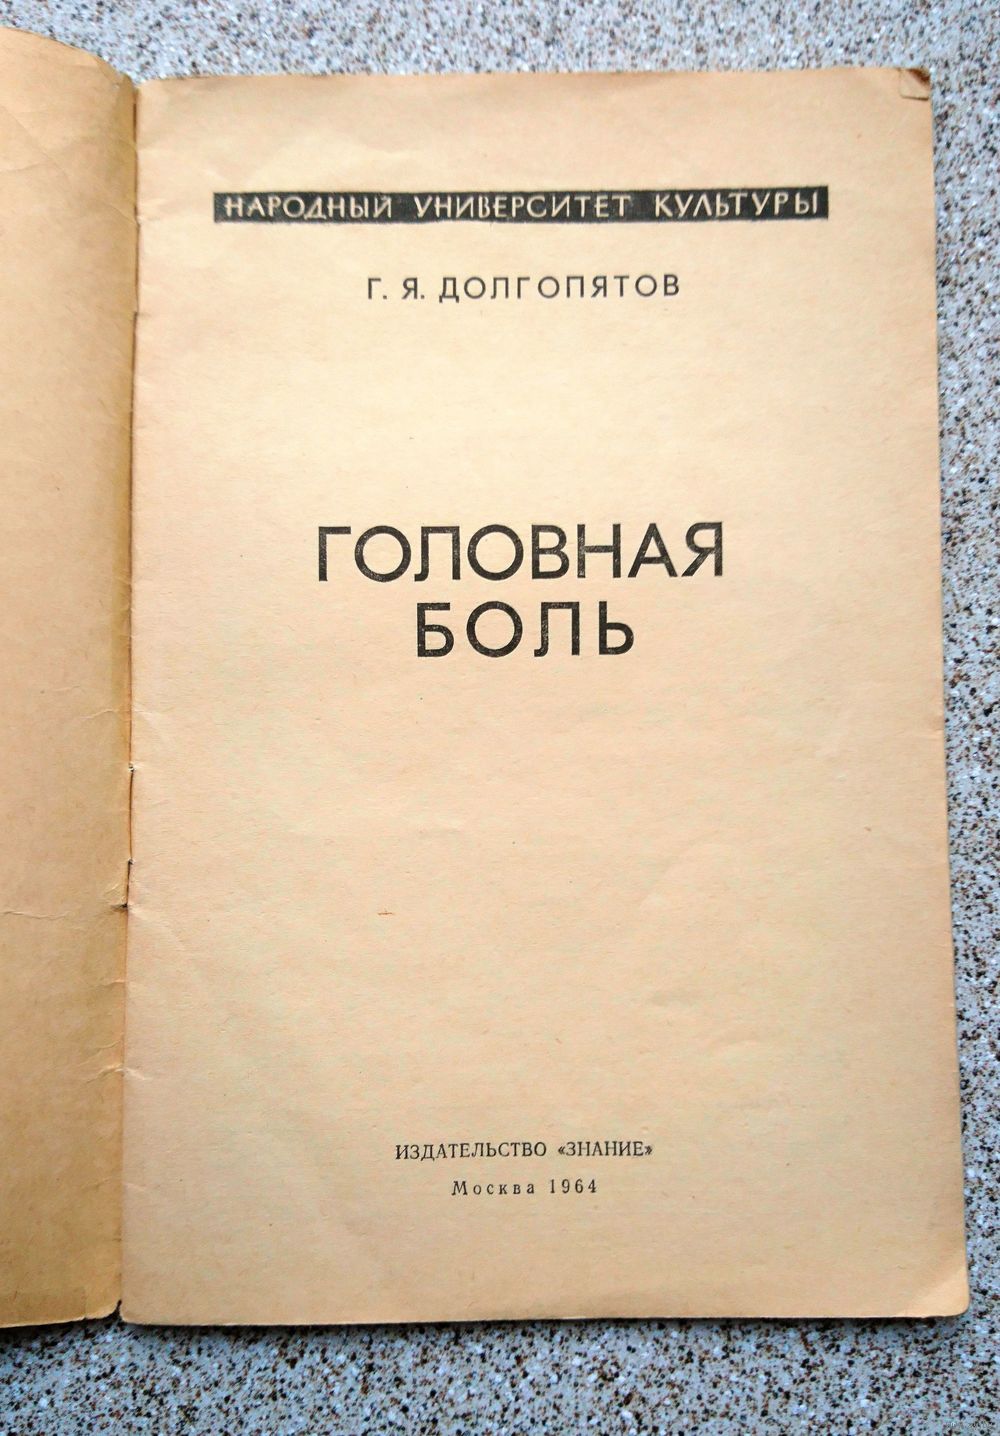 НАРОДНЫЙ УНИВЕРСИТЕТ КУЛЬТУРЫ
Г. Я. ДОЛГОПЯТОВ
ГОЛОВНАЯ
БОЛЬ
ИЗДАТЕЛЬСТВО «ЗНАНИЕ»
Москва 1964